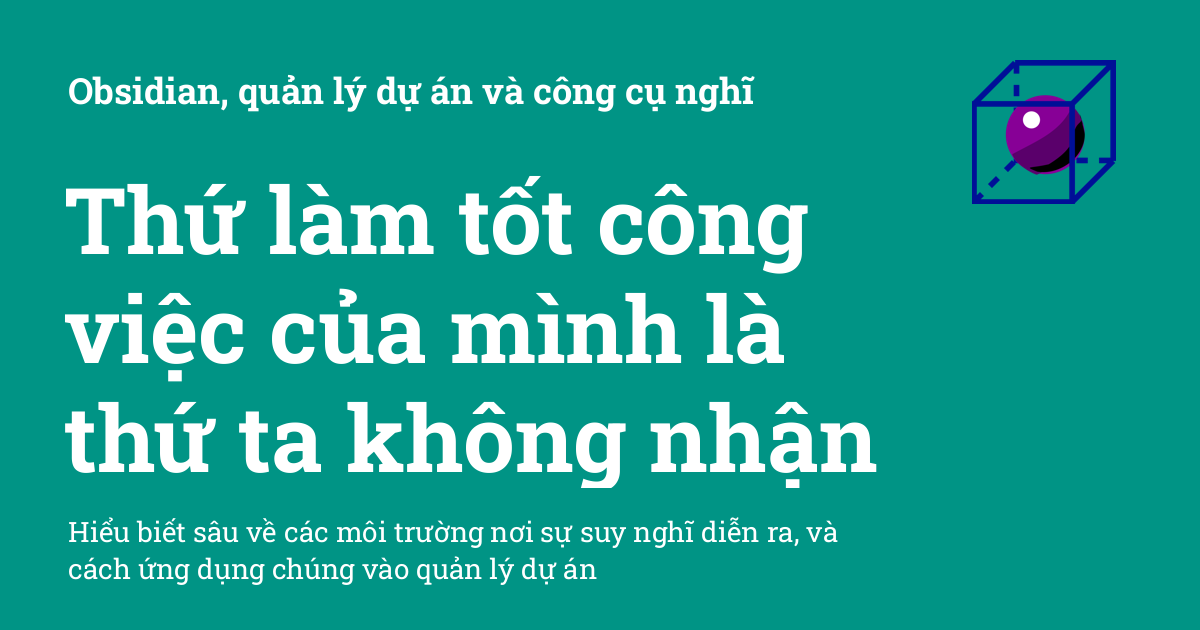 Obsidian, quản lý dự án và công cụ nghĩ
Thứ làm tốt công
việc của mình là
thứ ta không nhận
Hiểu biết sâu về các môi trường nơi sự suy nghĩ diễn ra, và
cách ứng dụng chúng vào quản lý dự án